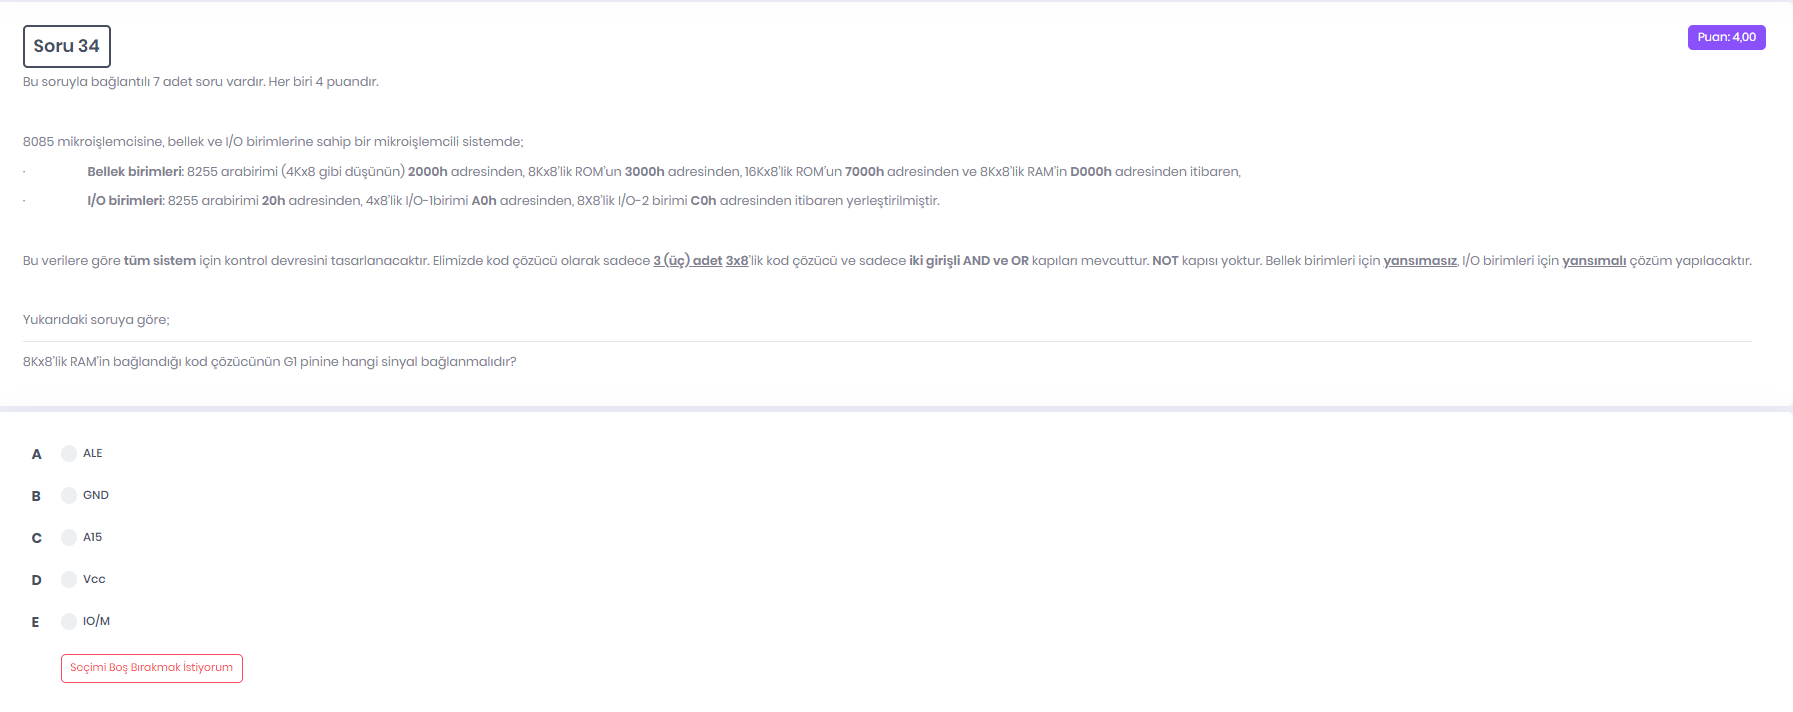 Soru 34
Puan: 4,00
Bu soruyla bağlantılı 7 adet soru vardır. Her biri 4 puandır.
8085 mikroişlemcisine, bellek ve I/O birimlerine sahip bir mikroişlemcili sistemde;
· Bellek birimleri: 8255 arabirimi (4Kx8 gibi düşünün) 2000h adresinden, 8Kx8'lik ROM'un 3000h adresinden, 16Kx8'lik ROM'un 7000h adresinden ve 8Kx8'lik RAM'in D000h adresinden itibaren,
· I/O birimleri: 8255 arabirimi 20h adresinden, 4x8'lik I/O-1birimi A0h adresinden, 8X8'lik I/O-2 birimi C0h adresinden itibaren yerleştirilmiştir.
Bu verilere göre tüm sistem için kontrol devresini tasarlanacaktır. Elimizde kod çözücü olarak sadece 3 (üç) adet 3x8'lik kod çözücü ve sadece iki girişli AND ve OR kapıları mevcuttur. NOT kapısı yoktur. Bellek birimleri için yansımasız, I/O birimleri için yansımalı çözüm yapılacaktır.
Yukarıdaki soruya göre;
8Kx8'lik RAM'in bağlandığı kod çözücünün G1 pinine hangi sinyal bağlanmalıdır?
A ALE
B GND
C A15
D Vcc
E IO/M
Seçimi Boş Bırakmak İstiyorum